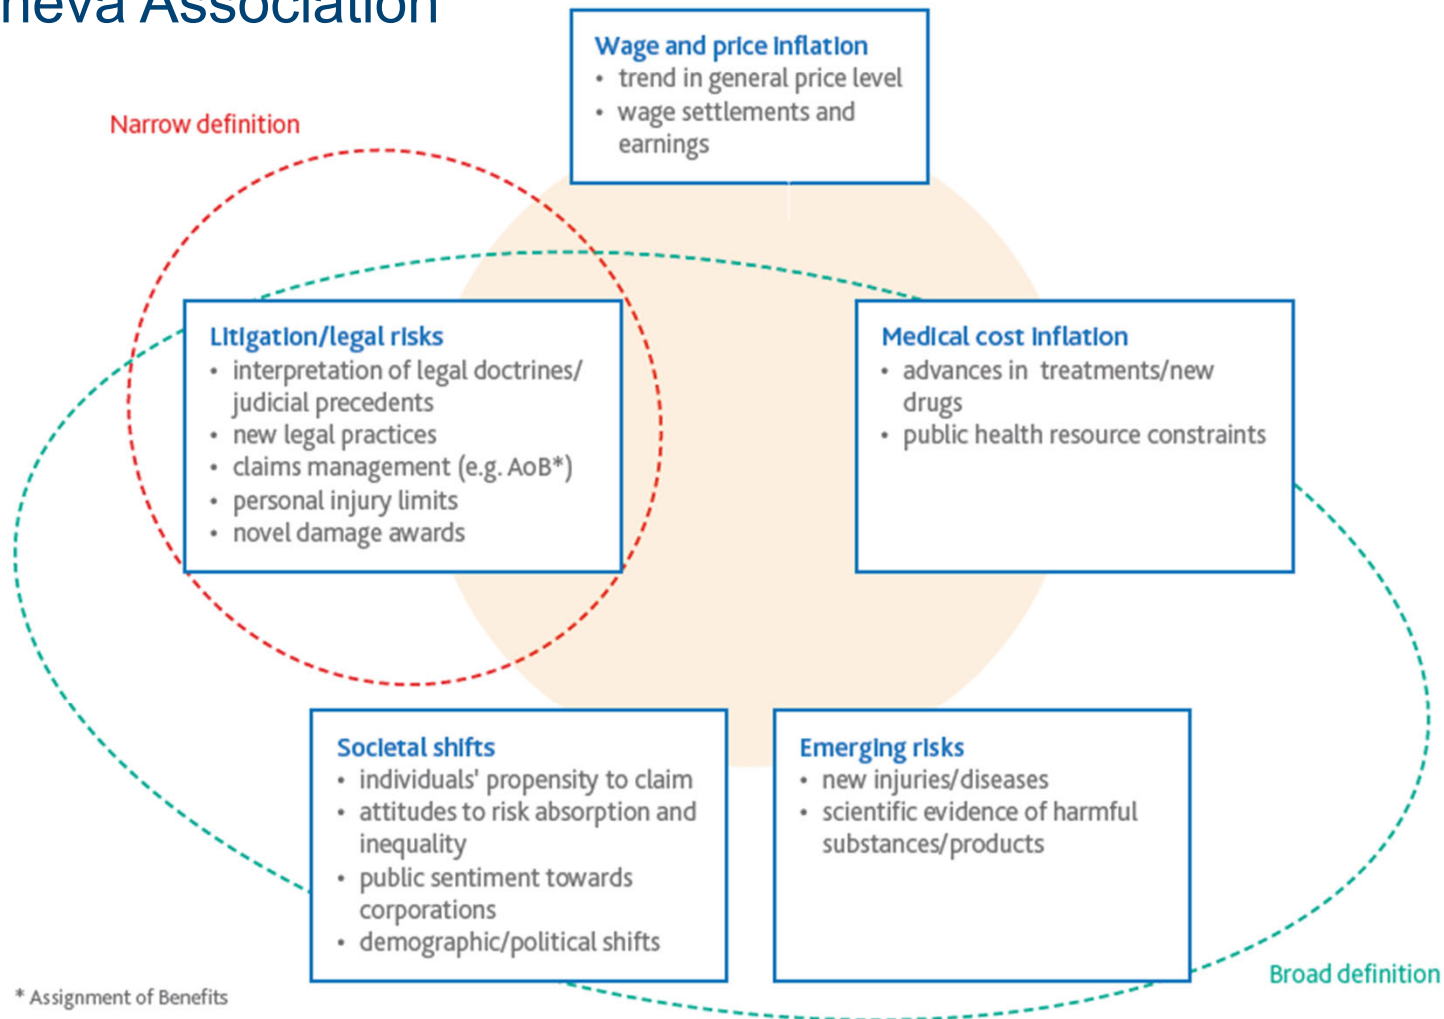 neva Association
Wage and price inflation
• trend in general price level
• wage settlements and
earnings
Narrow definition
Litigation/legal risks
• interpretation of legal doctrines/
judicial precedents
• new legal practices
• claims management (e.g. AoB*)
• personal injury limits
• novel damage awards
Medical cost inflation
• advances in treatments/new
drugs
• public health resource constraints
Societal shifts
• individuals' propensity to claim
• attitudes to risk absorption and
inequality
• public sentiment towards
corporations
• demographic/political shifts
Emerging risks
• new injuries/diseases
• scientific evidence of harmful
substances/products
Broad definition
* Assignment of Benefits